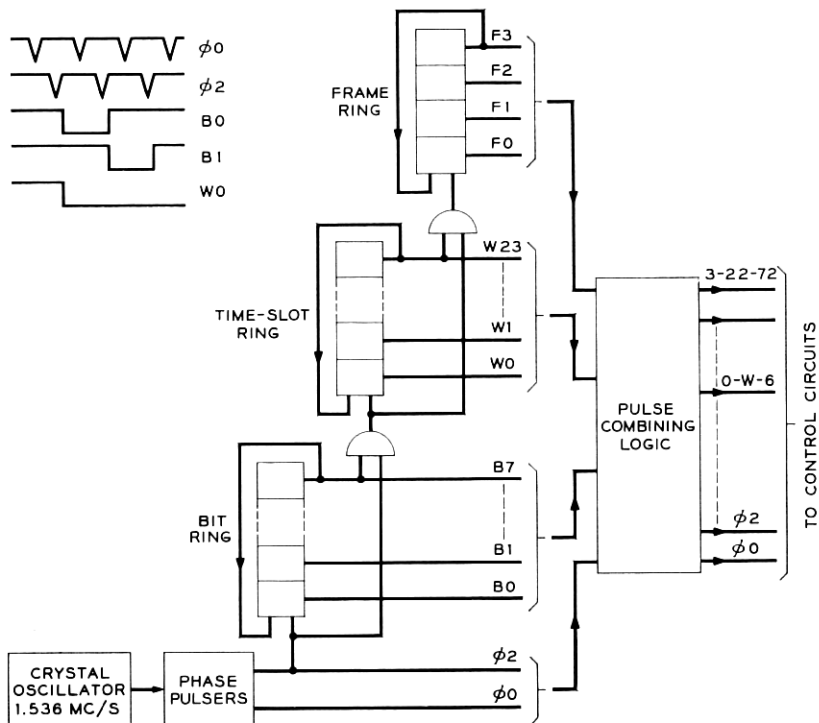 φ0
φ2
B0
B1
W0
FRAME
RING
F3
F2
F1
F0
TIME-SLOT
RING
W23
W1
W0
BIT
RING
B7
B1
B0
CRYSTAL
OSCILLATOR
1.536 MC/S
PHASE
PULSERS
φ2
φ0
PULSE
COMBINING
LOGIC
3-22-72
0-W-6
φ2
φ0
TO CONTROL CIRCUITS